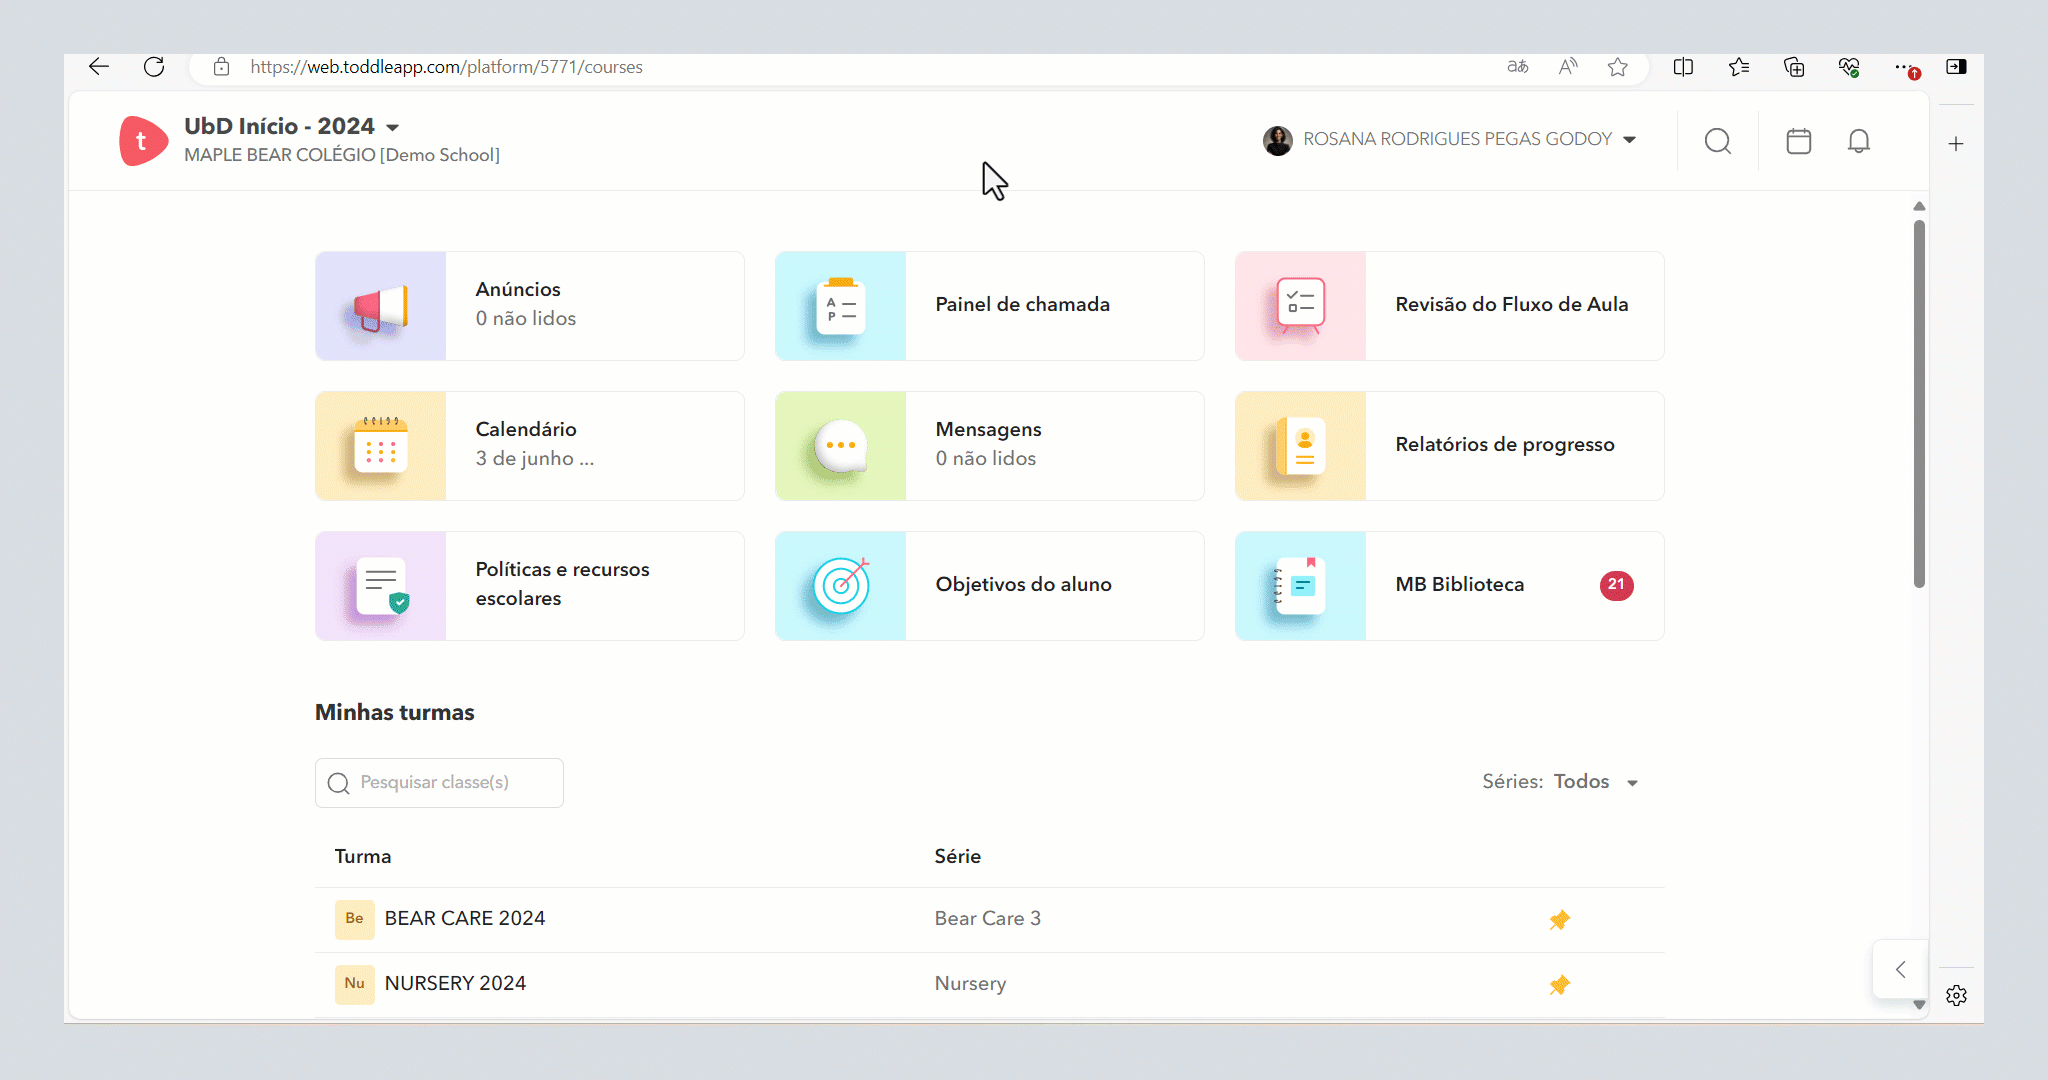 https://web.toddleapp.com/platform/5771/courses
t
UbD Início - 2024
MAPLE BEAR COLÉGIO [Demo School]
ROSANA RODRIGUES PEGAS GODOY
Anúncios
0 não lidos
A
P
Painel de chamada
Revisão do Fluxo de Aula
Calendário
3 de junho ...
Mensagens
0 não lidos
Relatórios de progresso
Políticas e recursos
escolares
Objetivos do aluno
MB Biblioteca
21
Minhas turmas
Pesquisar classe(s)
Séries: Todos
Turma
Série
Be
BEAR CARE 2024
Bear Care 3
Nu
NURSERY 2024
Nursery